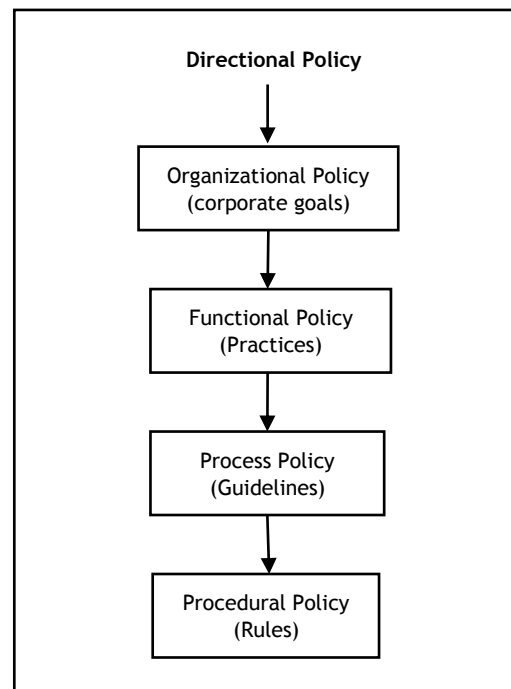 Directional Policy
Organizational Policy
(corporate goals)
Functional Policy
(Practices)
Process Policy
(Guidelines)
Procedural Policy
(Rules)